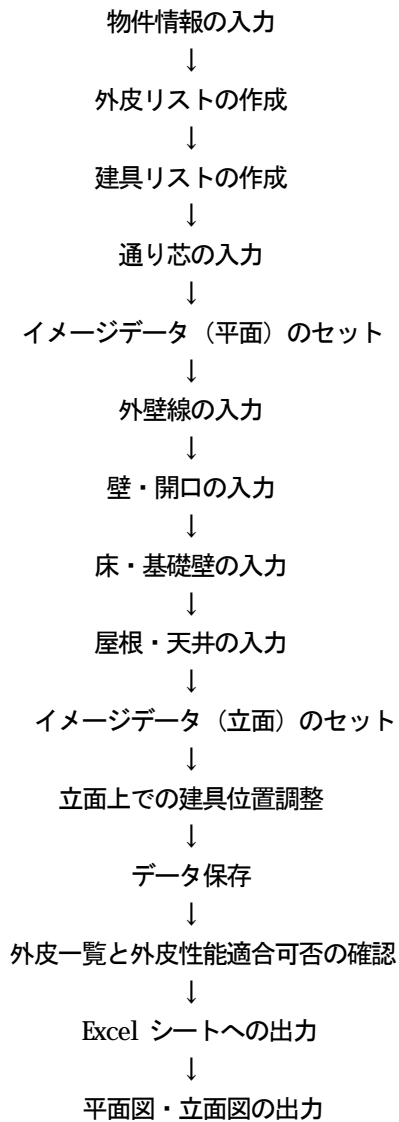 物件情報の入力
↓
外皮リストの作成
↓
建具リストの作成
↓
通り芯の入力
↓
イメージデータ（平面）のセット
↓
外壁線の入力
↓
壁・開口の入力
↓
床・基礎壁の入力
↓
屋根・天井の入力
↓
イメージデータ（立面）のセット
↓
立面上での建具位置調整
↓
データ保存
↓
外皮一覧と外皮性能適合可否の確認
↓
Excel シートへの出力
↓
平面図・立面図の出力